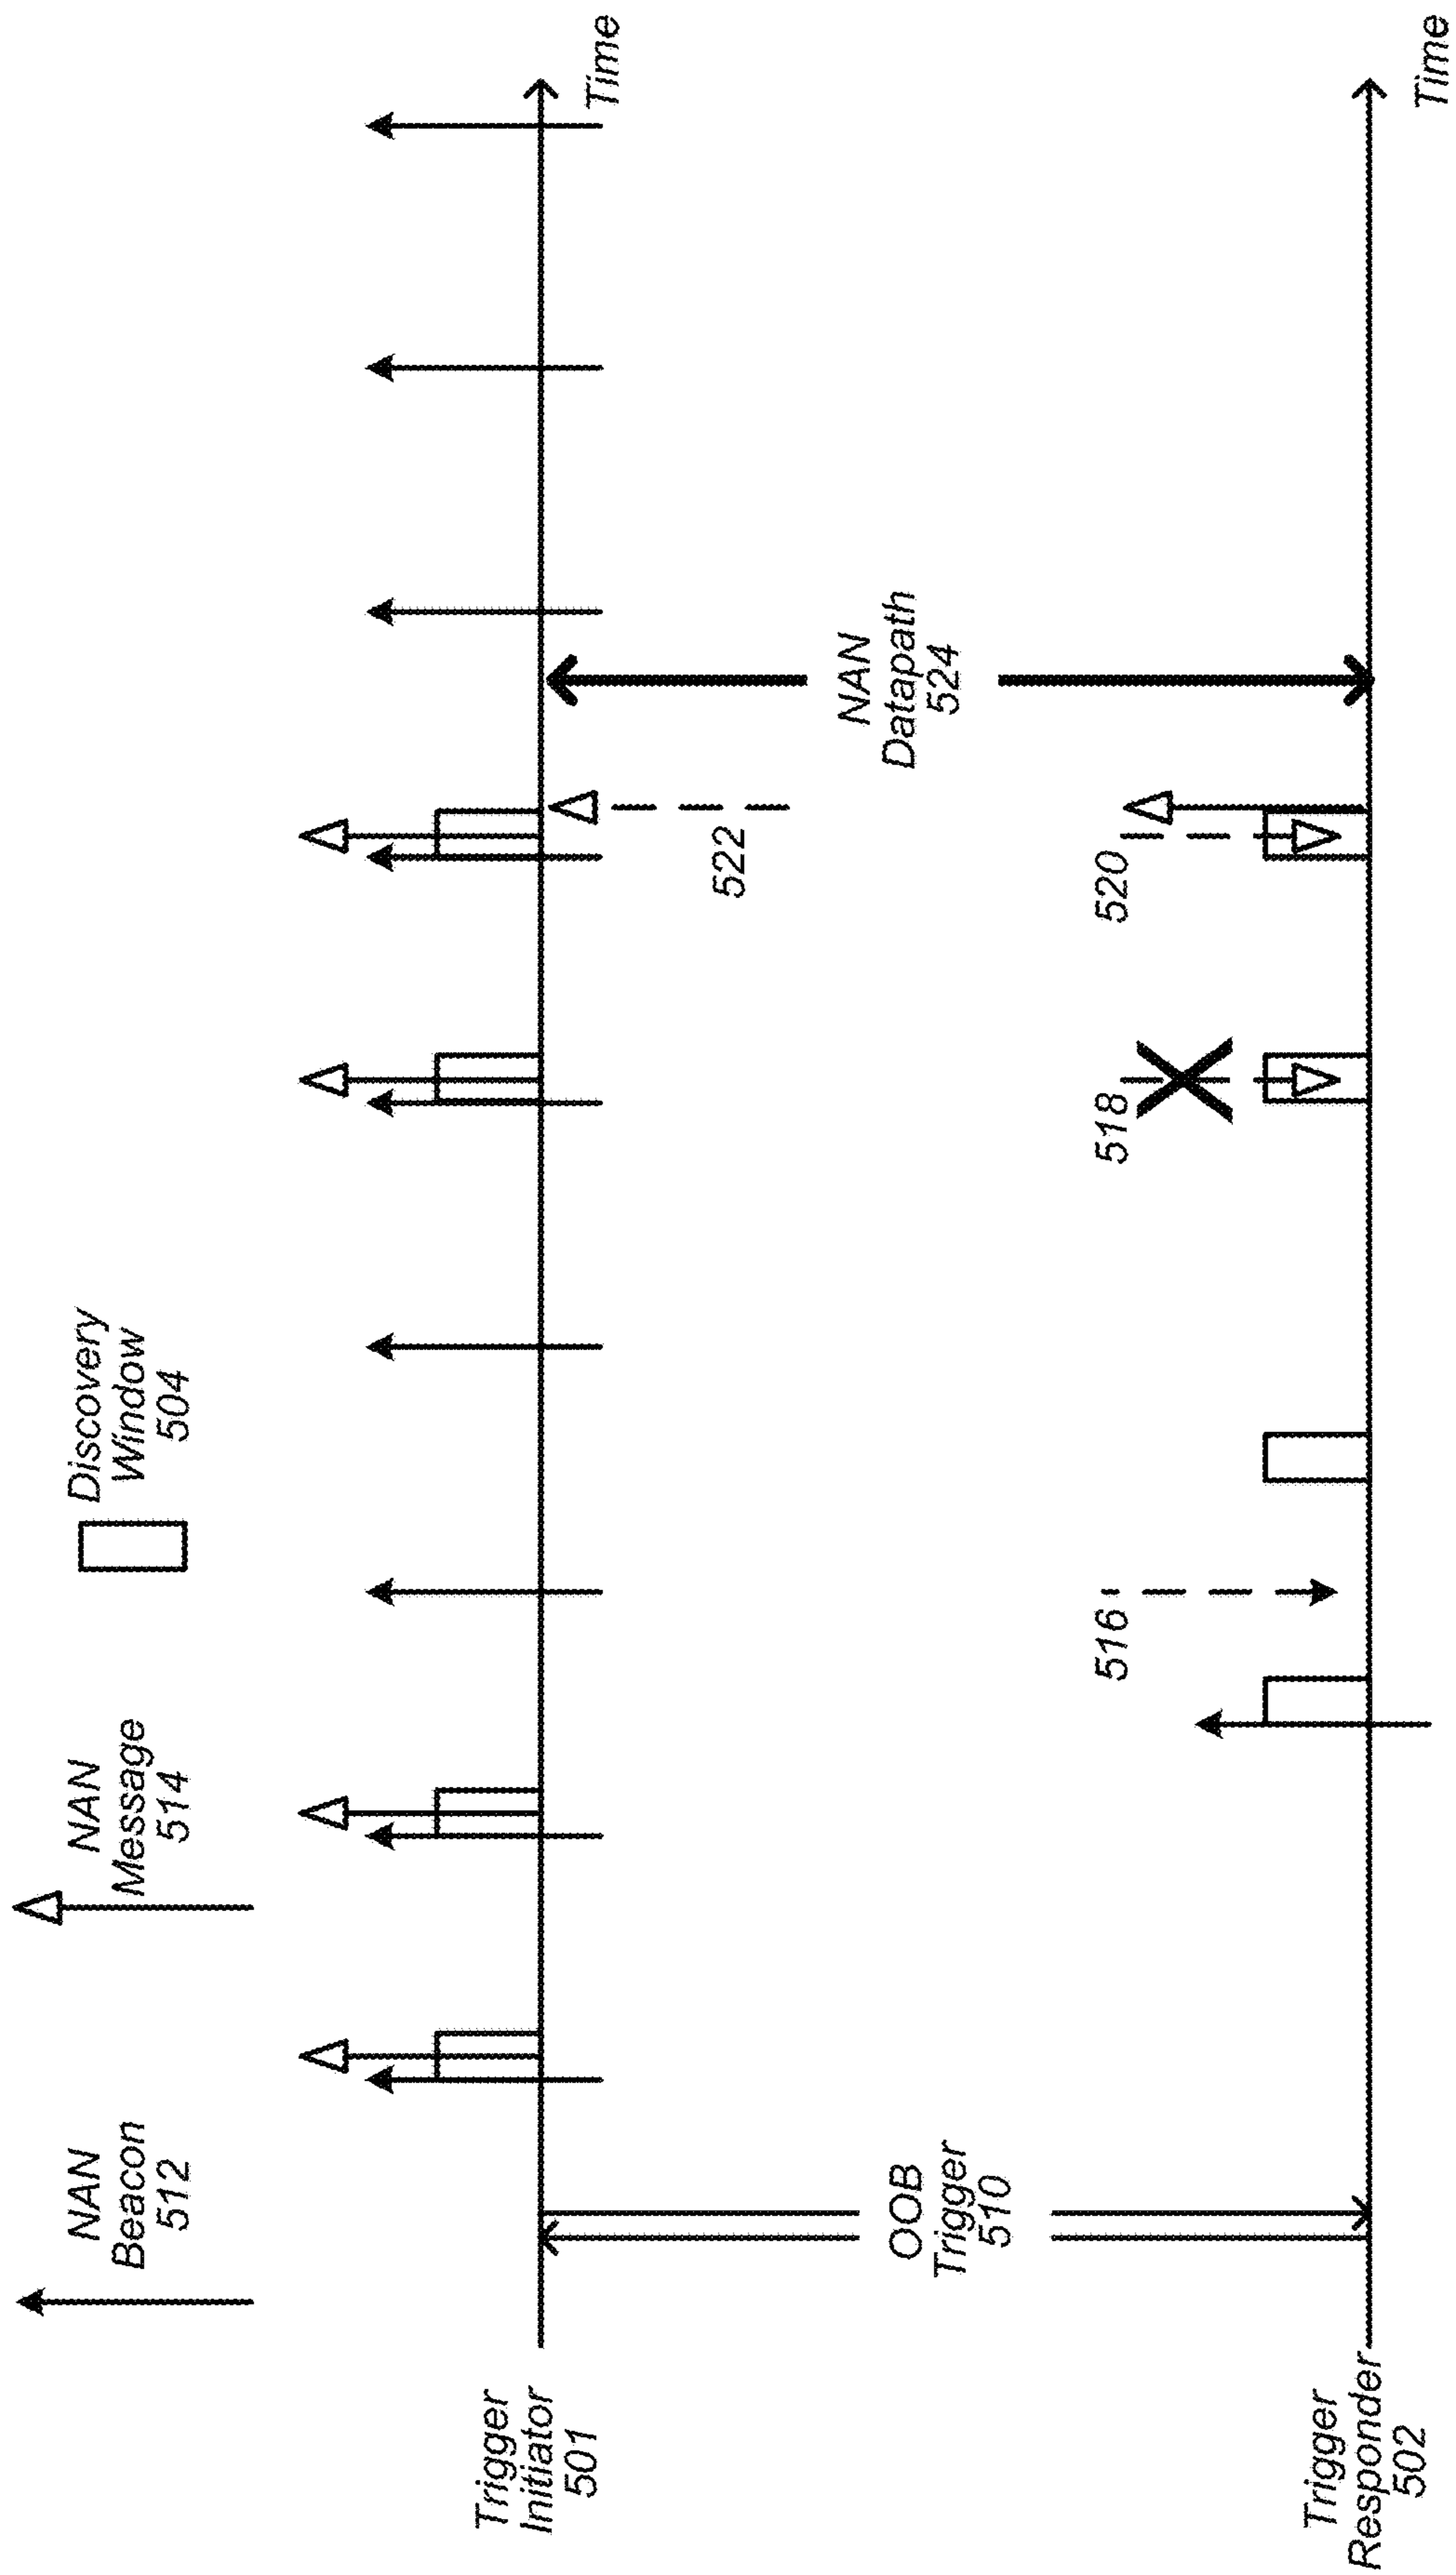 NAN
Beacon
512
NAN
Message
514
Discovery
Window
504
Trigger
Initiator
501
Time
OOB
Trigger
510
522
NAN
Datapath
524
516
518
520
Trigger
Responder
502
Time